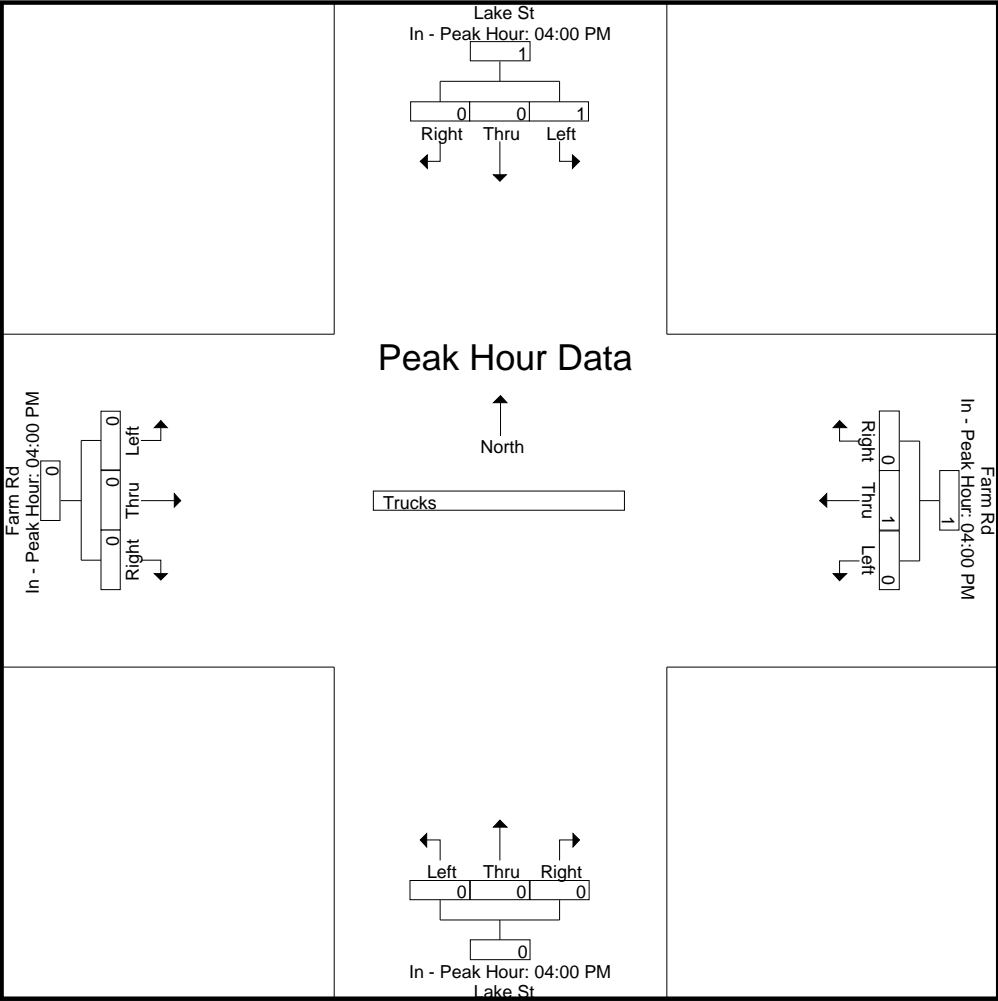 Lake St
In - Peak Hour: 04:00 PM
1
0 0 1
Right Thru Left
Peak Hour Data
North
Trucks
Farm Rd
In - Peak Hour: 04:00 PM
0
0 0 0
Left Thru Right
Farm Rd
In - Peak Hour: 04:00 PM
1
0 1 0
Right Thru Left
Left Thru Right
0 0 0
0
In - Peak Hour: 04:00 PM
Lake St